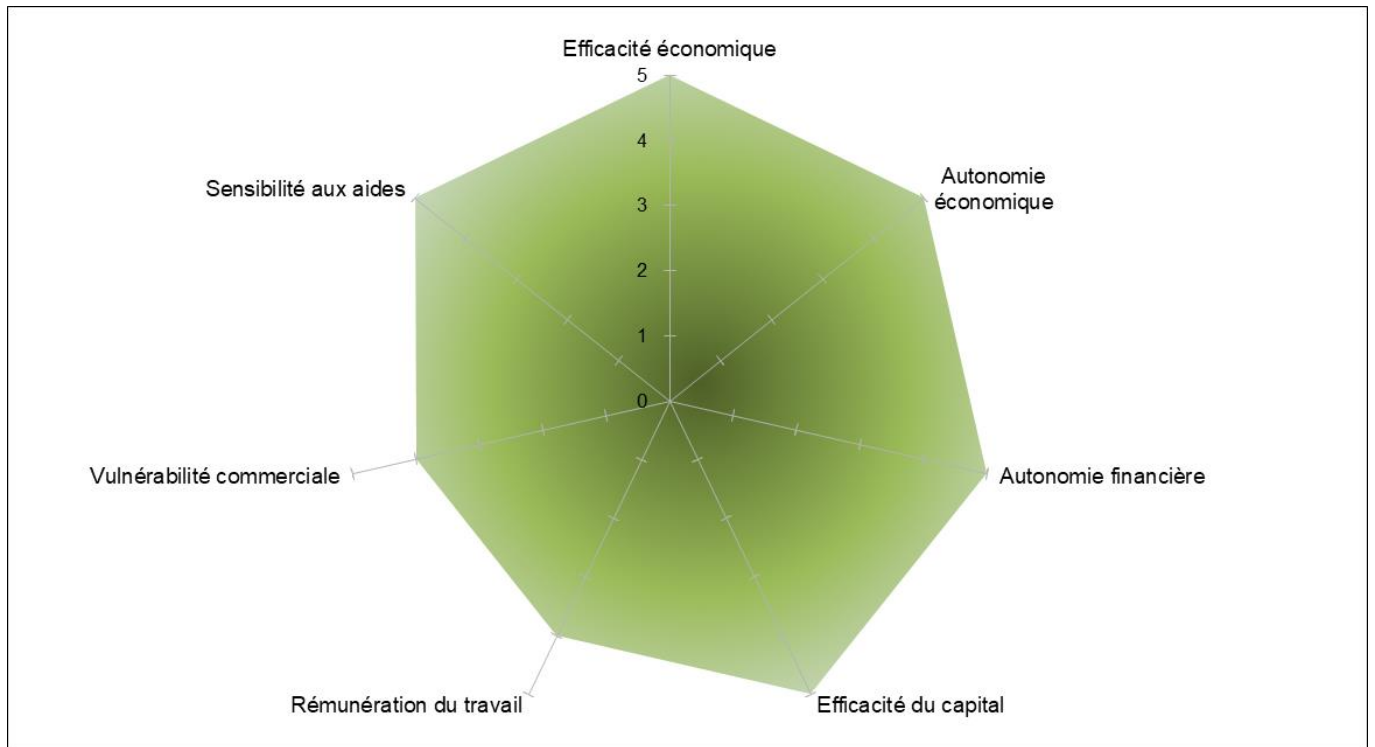 Efficacité économique
5
4
3
2
1
0
Autonomie
économique
Autonomie financière
Efficacité du capital
Rémunération du travail
Vulnérabilité commerciale
Sensibilité aux aides